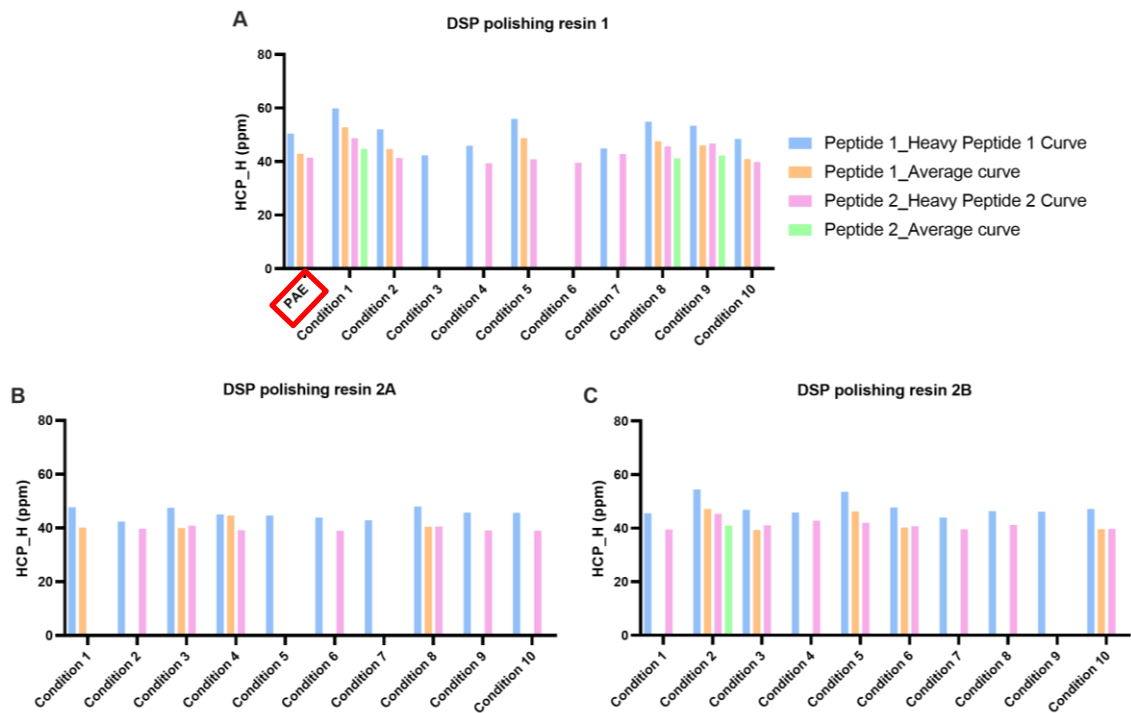 A
DSP polishing resin 1
HCP_H (ppm)
80
60
40
20
0
PAE
Condition 1
Condition 2
Condition 3
Condition 4
Condition 5
Condition 6
Condition 7
Condition 8
Condition 9
Condition 10
Peptide 1_Heavy Peptide 1 Curve
Peptide 1_Average curve
Peptide 2_Heavy Peptide 2 Curve
Peptide 2_Average curve
B
DSP polishing resin 2A
HCP_H (ppm)
80
60
40
20
0
Condition 1
Condition 2
Condition 3
Condition 4
Condition 5
Condition 6
Condition 7
Condition 8
Condition 9
Condition 10
C
DSP polishing resin 2B
HCP_H (ppm)
80
60
40
20
0
Condition 1
Condition 2
Condition 3
Condition 4
Condition 5
Condition 6
Condition 7
Condition 8
Condition 9
Condition 10